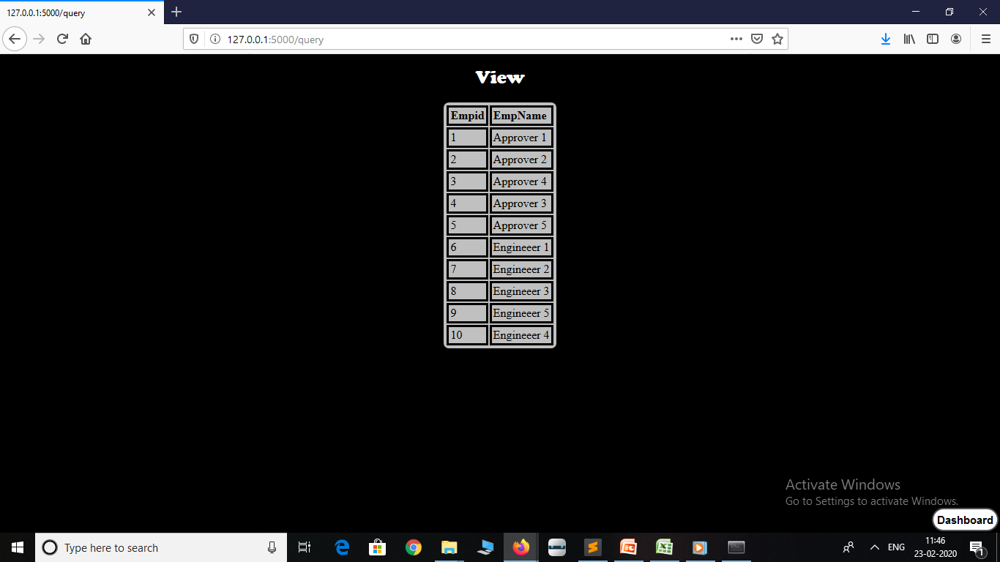 127.0.0.1:5000/query
127.0.0.1:5000/query
View
Empid EmpName
1 Approver 1
2 Approver 2
3 Approver 4
4 Approver 3
5 Approver 5
6 Engineeer 1
7 Engineeer 2
8 Engineeer 3
9 Engineeer 5
10 Engineeer 4
Activate Windows
Go to Settings to activate Windows.
Dashboard
Type here to search
ENG
11:46
23-02-2020
1